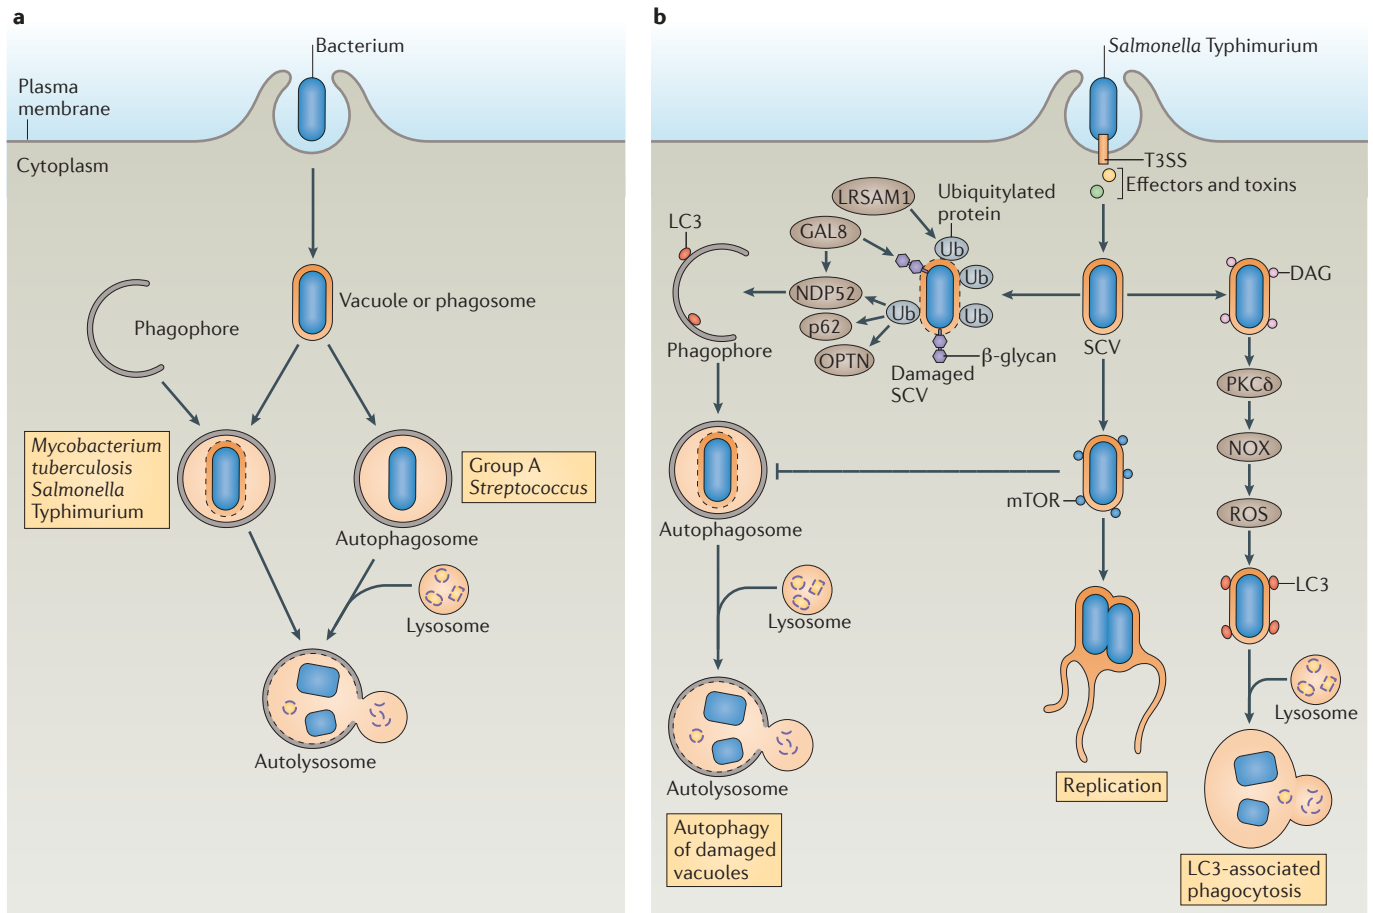 a
Bacterium
Plasma
membrane
Cytoplasm
Vacuole or phagosome
Phagophore
Mycobacterium
tuberculosis
Salmonella
Typhimurium
Group A
Streptococcus
Autophagosome
Lysosome
Autolysosome
b
Salmonella Typhimurium
T3SS
Effectors and toxins
LRSAM1
Ubiquitylated
protein
LC3
GAL8
Ub
Ub
DAG
NDP52
Ub
Ub
p62
OPTN
Phagophore
β-glycan
Damaged
SCV
SCV
PKCδ
NOX
mTOR
ROS
Autophagosome
LC3
Lysosome
Lysosome
Autolysosome
Replication
Autophagy
of damaged
vacuoles
LC3-associated
phagocytosis